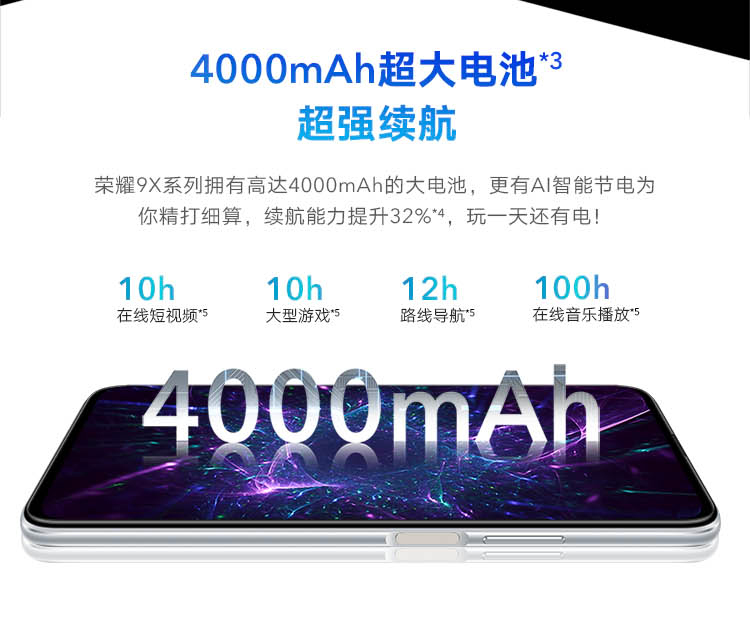 4000mAh超大电池*3
超强续航
荣耀9X系列拥有高达4000mAh的大电池，更有AI智能节电为
你精打细算，续航能力提升32%*4，玩一天还有电！
10h 10h 12h 100h
在线短视频*5 大型游戏*5 路线导航*5 在线音乐播放*5
4000mAh